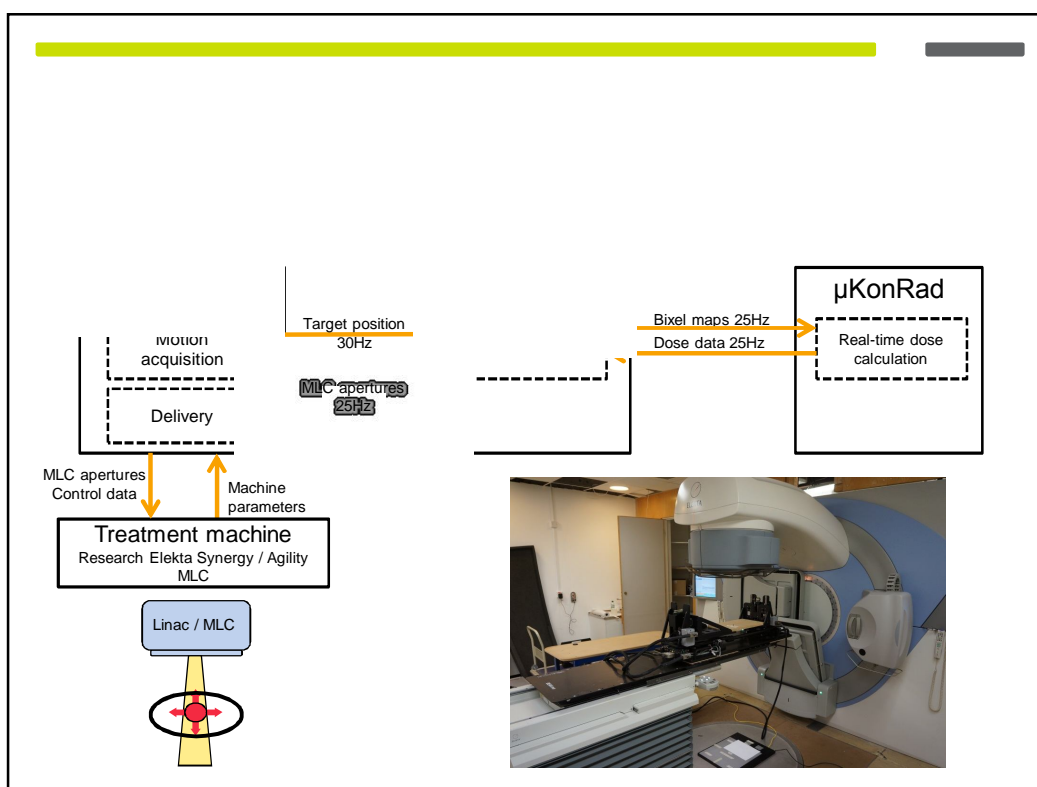 µKonRad
Target position
30Hz
Bixel maps 25Hz
Dose data 25Hz
Real-time dose
calculation
Motion
acquisition
MLC apertures
25Hz
Delivery
MLC apertures
Control data
Machine
parameters
Treatment machine
Research Elekta Synergy / Agility
MLC
Linac / MLC